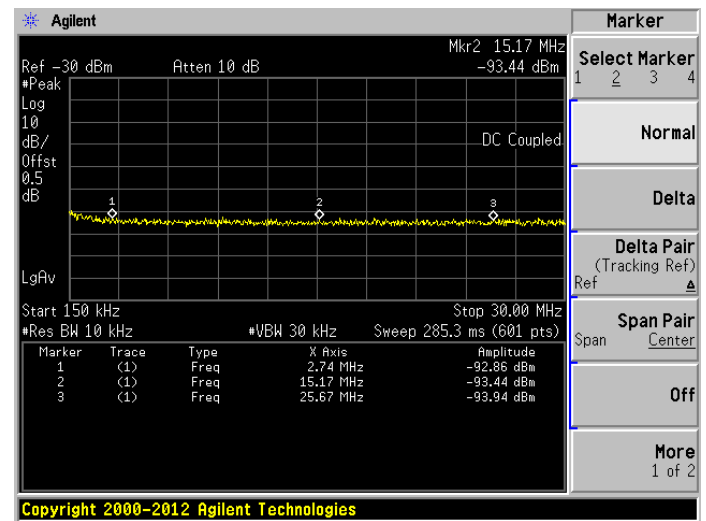 Agilent
Marker
Mkr2 15.17 MHz
Ref -30 dBm Atten 10 dB -93.44 dBm
#Peak
Log
10
dB/
Offst
0.5
dB
DC Coupled
1 2 3
LgAv
Start 150 kHz Stop 30.00 MHz
#Res BW 10 kHz #VBW 30 kHz Sweep 285.3 ms (601 pts)
Marker Trace Type X Axis Amplitude
1 (1) Freq 2.74 MHz -92.86 dBm
2 (1) Freq 15.17 MHz -93.44 dBm
3 (1) Freq 25.67 MHz -93.94 dBm
Select Marker
1 2 3 4
Normal
Delta
Delta Pair
(Tracking Ref)
Ref Δ
Span Pair
Span Center
Off
More
1 of 2
Copyright 2000-2012 Agilent Technologies